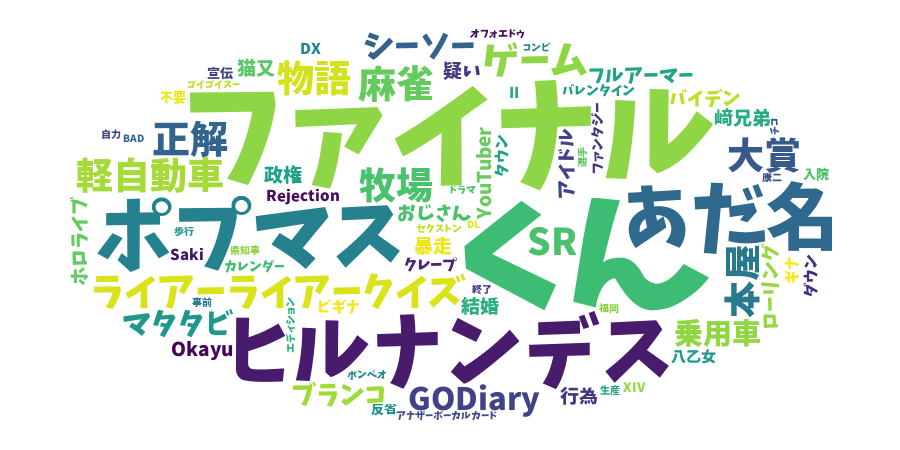 オフォエドゥ
シーソー
コンビ
DX
ゲーム
猫又
宣伝
物語
麻雀
疑い
フルアーマー
ゴイゴイスー
バレンタイン
II
不要
ファイナル
バイデン
ファンタジー
﨑兄弟
チコ
自力
BAD
正解
YouTuber
タウン
アイドル
選手
大賞
康二
軽自動車
政権
牧場
入院
Rejection
ドラマ
あだ名
ホロライブ
ポプマス
おじさん
くん
SR
セクストン
DL
歩行
県知事
暴走
Saki
カレンダー
クレープ
本屋
ローリング
ギナ
ダウン
ライアーライアークイズ
終了
事前
ビギナ
結婚
福岡
エディション
マタタビ
ヒルナンデス
乗用車
Okayu
八乙女
ポンペオ
ブランコ
GODiary
行為
生産
XIV
反省
アナザーボーカルカード